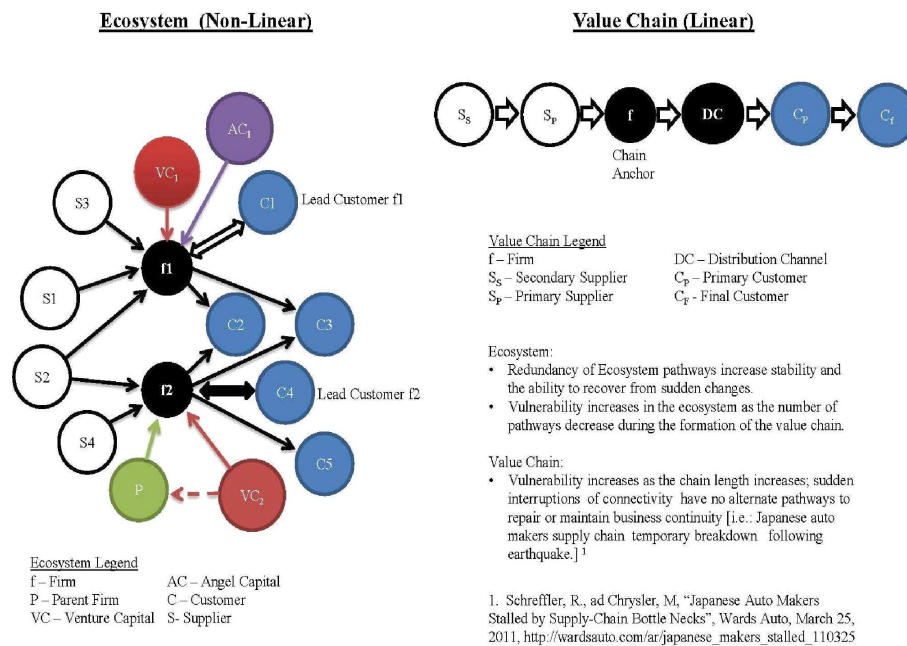 Ecosystem (Non-Linear)
AC1
VC1
S3
C1
Lead Customer f1
f1
S1
C2
C3
S2
f2
C4
Lead Customer f2
S4
C5
P
VC2
Ecosystem Legend
f – Firm
AC – Angel Capital
P – Parent Firm
C – Customer
VC – Venture Capital
S- Supplier
Value Chain (Linear)
SS
SP
f
DC
CP
Cf
Chain
Anchor
Value Chain Legend
f – Firm
DC – Distribution Channel
SS – Secondary Supplier
CP – Primary Customer
SP – Primary Supplier
CF - Final Customer
Ecosystem:
• Redundancy of Ecosystem pathways increase stability and
the ability to recover from sudden changes.
• Vulnerability increases in the ecosystem as the number of
pathways decrease during the formation of the value chain.
Value Chain:
• Vulnerability increases as the chain length increases; sudden
interruptions of connectivity have no alternate pathways to
repair or maintain business continuity [i.e.: Japanese auto
makers supply chain temporary breakdown following
earthquake.] 1
1. Schreffler, R., ad Chrysler, M, “Japanese Auto Makers
Stalled by Supply-Chain Bottle Necks”, Wards Auto, March 25,
2011, http://wardsauto.com/ar/japanese_makers_stalled_110325